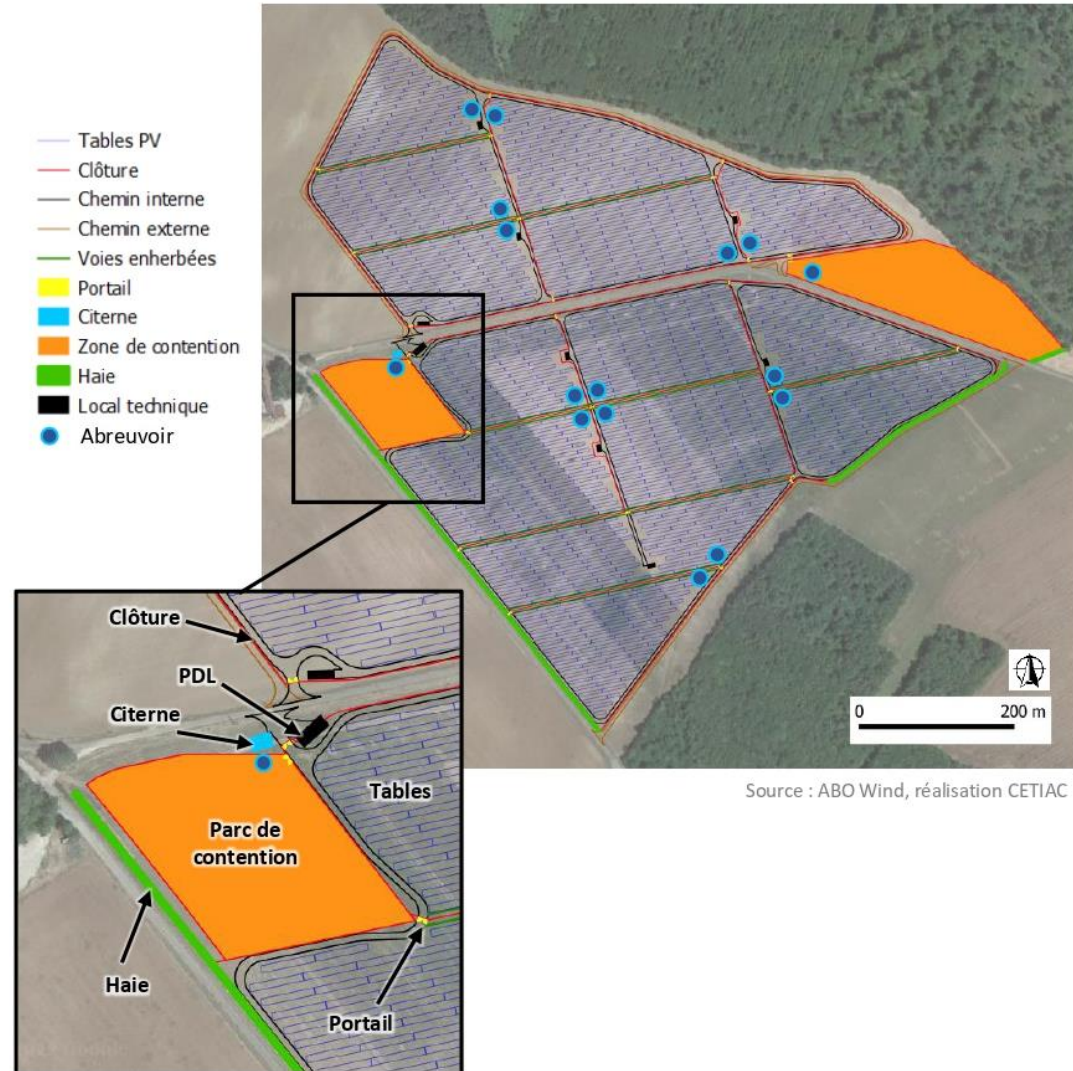 Tables PV
Clôture
Chemin interne
Chemin externe
Voies enherbées
Portail
Citerne
Zone de contention
Haie
Local technique
Abreuvoir
0 200 m
Source : ABO Wind, réalisation CETIAC
Clôture
PDL
Citerne
Tables
Parc de
contention
Haie
Portail